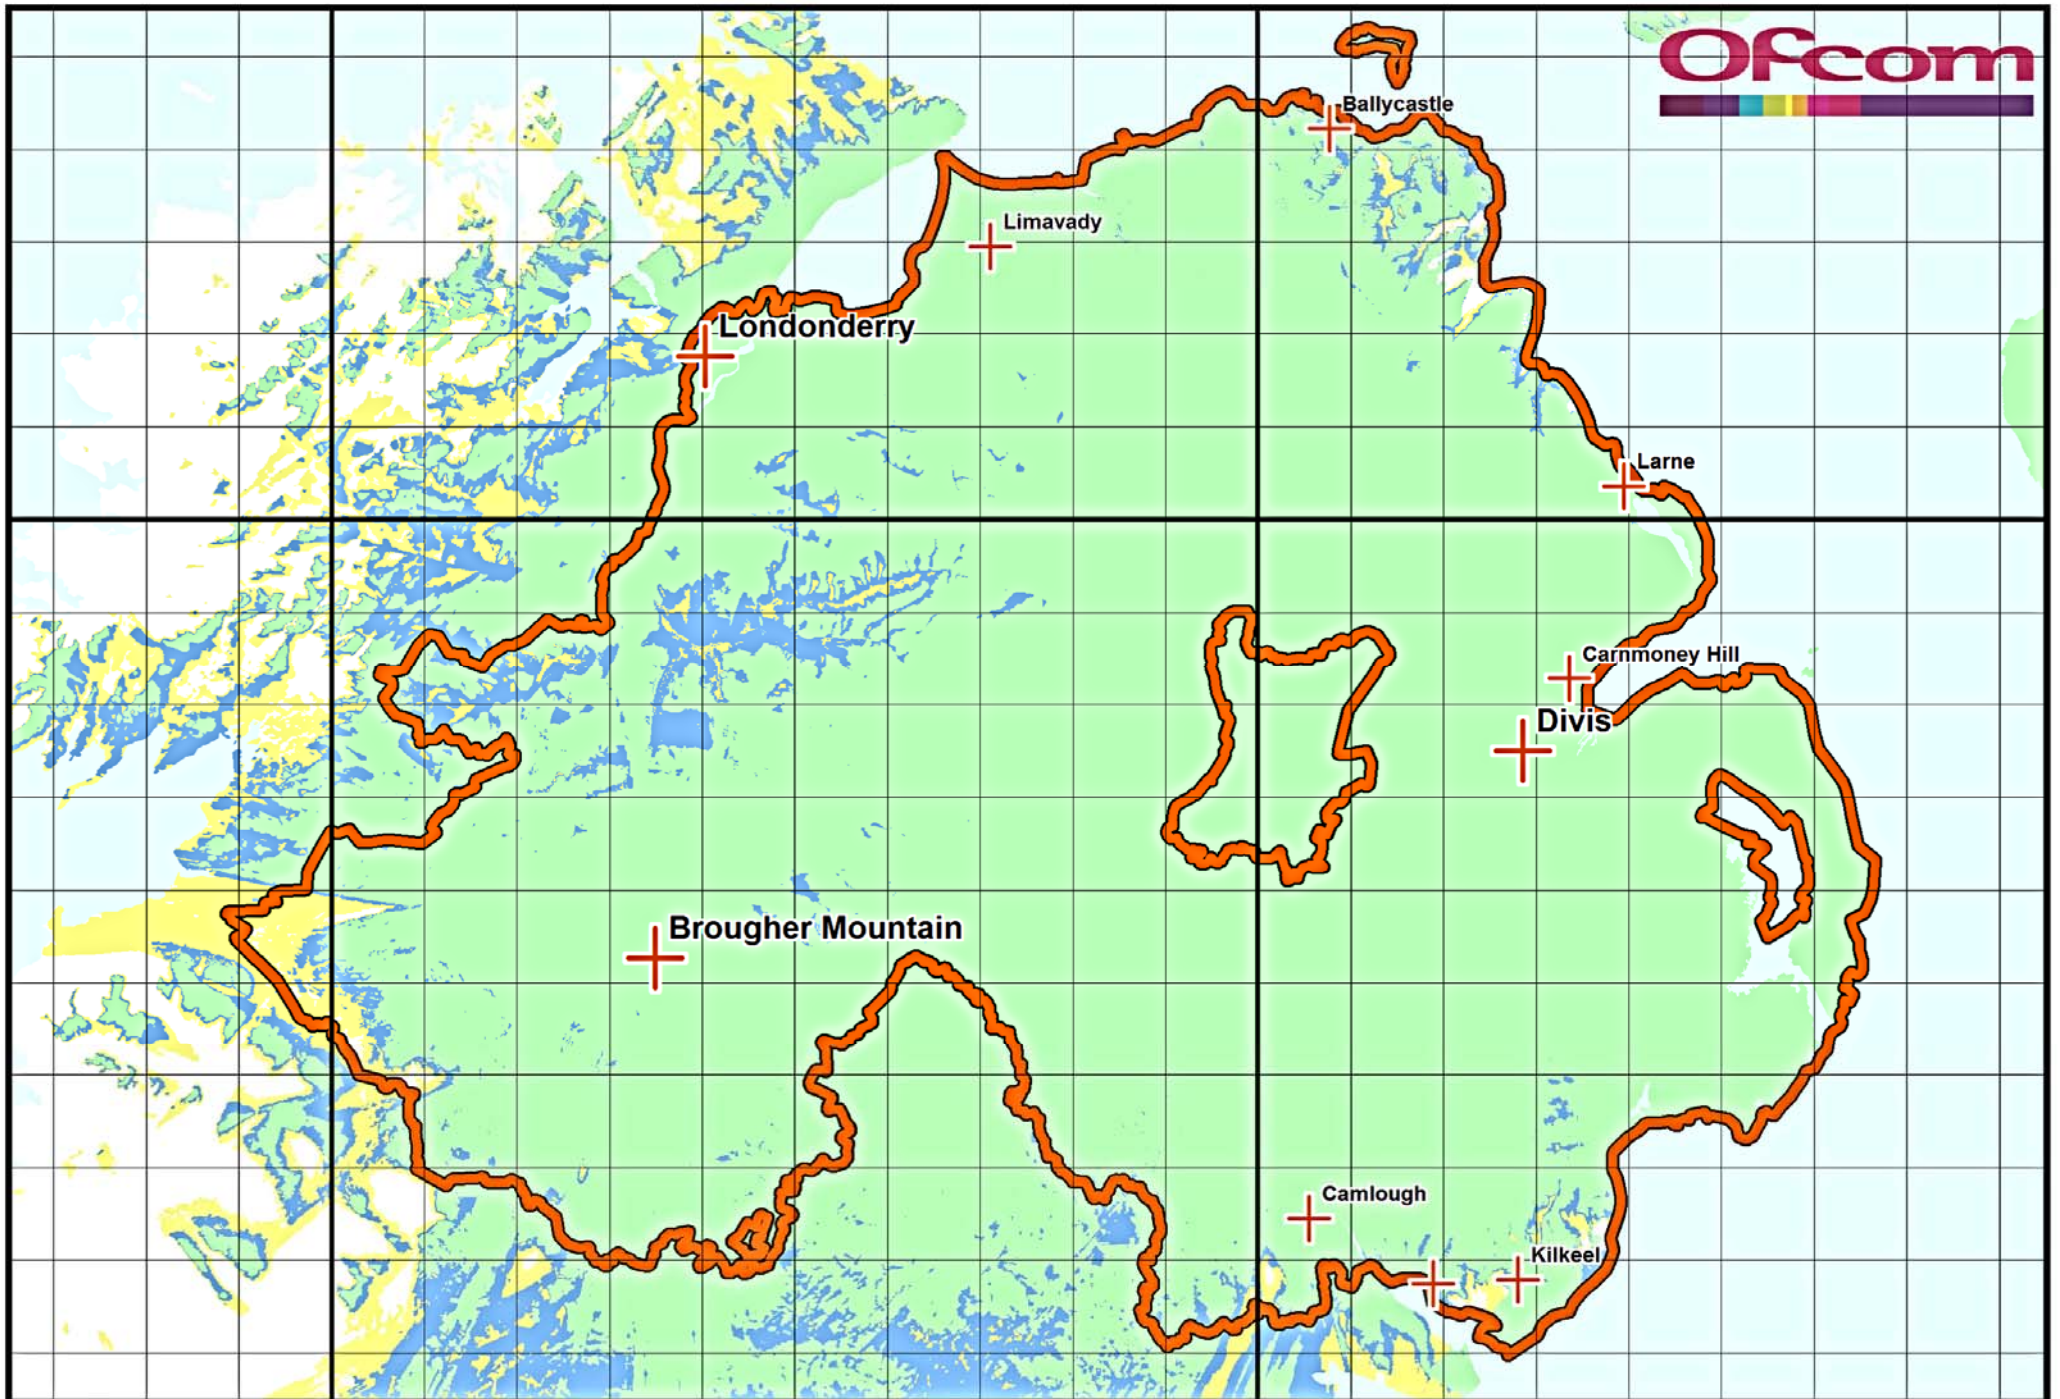 Ofcom
Ballycastle
Limavady
Londonderry
Larne
Carnmoney Hill
Divis
Brougher Mountain
Camlough
Kilkeel